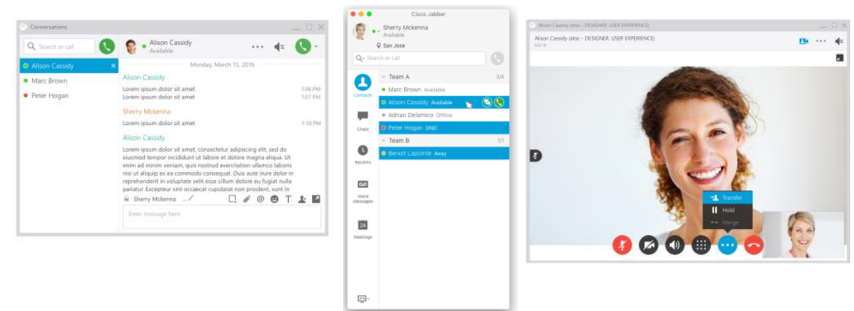 Conversations
Search or call
Alison Cassidy
Available
Alison Cassidy
Marc Brown
Peter Hogan
Monday, March 15, 2016
Alison Cassidy
Lorem ipsum dolor sit amet 1:06 PM
Lorem ipsum dolor sit amet 1:07 PM
Sherry Mckenna
Lorem ipsum dolor sit amet 1:10 PM
Alison Cassidy
Lorem ipsum dolor sit amet, consectetur adipiscing elit, sed do
eiusmod tempor incididunt ut labore et dolore magna aliqua. Ut
enim ad minim veniam, quis nostrud exercitation ullamco laboris
nisi ut aliquip ex ea commodo consequat. Duis aute irure dolor in
reprehenderit in voluptate velit esse cillum dolore eu fugiat nulla
pariatur. Excepteur sint occaecat cupidatat non proident, sunt in
Sherry Mckenna
Enter message here
Cisco Jabber
Sherry Mckenna
Available
San Jose
Search or call
Contacts
Chats
Recents
Voice
Messages
24
Meetings
Team A 3/4
Marc Brown Available
Alison Cassidy Available
Adrian Delamico Offline
Peter Hogan DND
Team B 1/1
Benoit Lapointe Away
Alison Cassidy (alsc - DESIGNER. USER EXPERIENCE)
Alison Cassidy (alsc - DESIGNER. USER EXPERIENCE)
Transfer
Hold
Merge